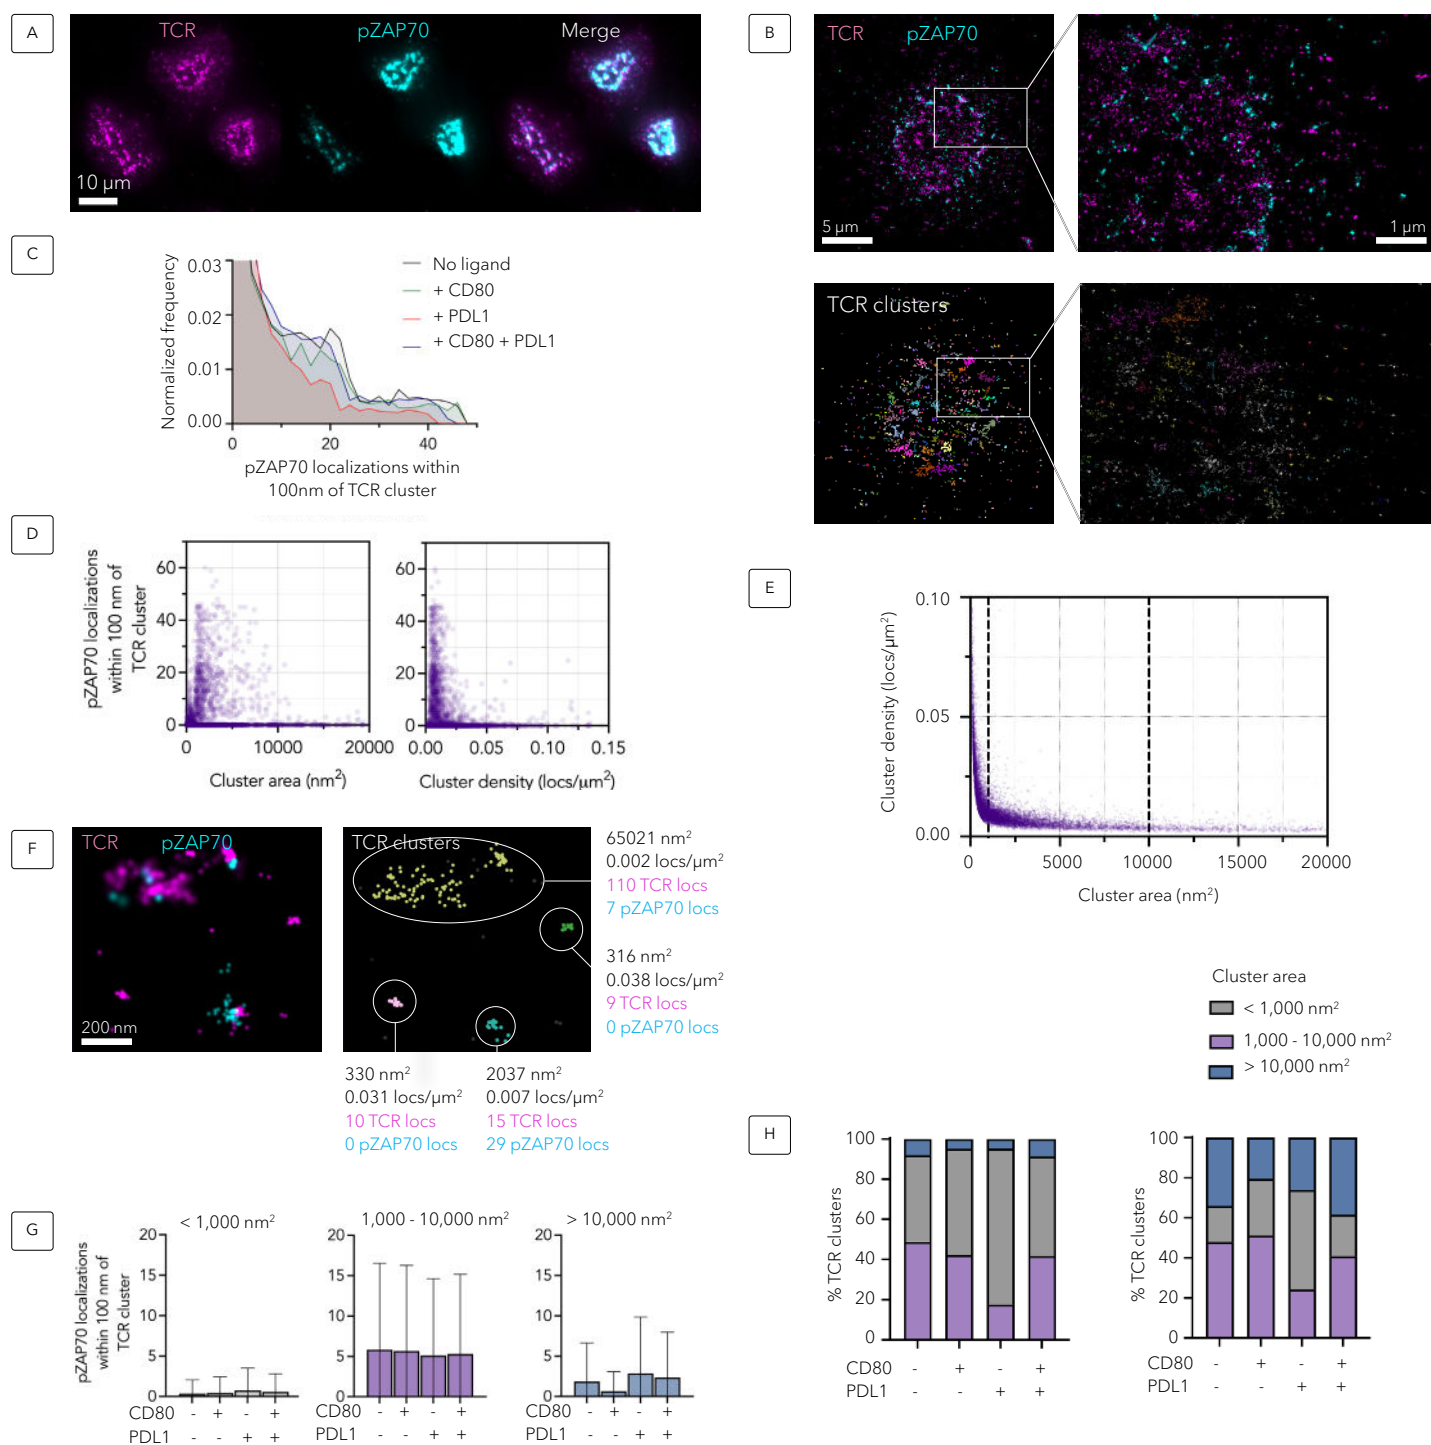 A
TCR
pZAP70
Merge
10 µm
B
TCR
pZAP70
5 µm
1 µm
TCR clusters
C
Normalized frequency
0.03
0.02
0.01
0.00
0
20
40
No ligand
+ CD80
+ PDL1
+ CD80 + PDL1
pZAP70 localizations within
100nm of TCR cluster
D
pZAP70 localizations
within 100 nm of
TCR cluster
60
40
20
0
0
10000
20000
Cluster area (nm²)
60
40
20
0
0.00
0.05
0.10
0.15
Cluster density (locs/µm²)
E
Cluster density (locs/µm²)
0.10
0.05
0.00
0
5000
10000
15000
20000
Cluster area (nm²)
F
TCR
pZAP70
200 nm
TCR clusters
65021 nm²
0.002 locs/µm²
110 TCR locs
7 pZAP70 locs
316 nm²
0.038 locs/µm²
9 TCR locs
0 pZAP70 locs
330 nm²
0.031 locs/µm²
10 TCR locs
0 pZAP70 locs
2037 nm²
0.007 locs/µm²
15 TCR locs
29 pZAP70 locs
G
pZAP70 localizations
within 100 nm of
TCR cluster
< 1,000 nm²
20
15
10
5
0
CD80 - + - +
PDL1 - - + +
1,000 - 10,000 nm²
20
15
10
5
0
CD80 - + - +
PDL1 - - + +
> 10,000 nm²
20
15
10
5
0
CD80 - + - +
PDL1 - - + +
Cluster area
< 1,000 nm²
1,000 - 10,000 nm²
> 10,000 nm²
H
% TCR clusters
100
80
60
40
20
0
CD80 - + - +
PDL1 - - + +
% TCR clusters
100
80
60
40
20
0
CD80 - + - +
PDL1 - - + +